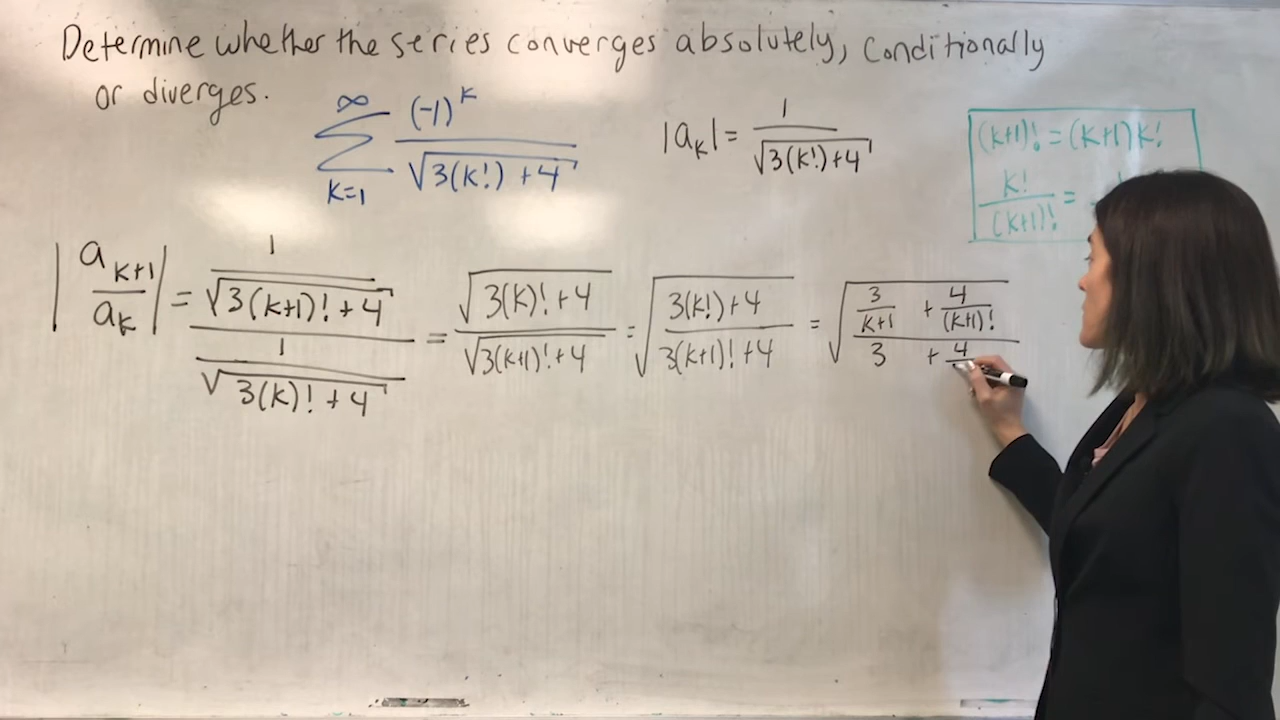 Determine whether the series converges absolutely, conditionally
or diverges.
∞
∑ (-1)^k / √(3(k!) + 4)
k=1
|a_k| = 1 / √(3(k!) + 4)
(k+1)! = (k+1)k!
k! / (k+1)! =
|a_{k+1} / a_k| = (1 / √(3(k+1)! + 4)) / (1 / √(3(k)! + 4)) = √(3(k)! + 4) / √(3(k+1)! + 4) = √((3(k!) + 4) / (3(k+1)! + 4)) = √((3/(k+1) + 4/(k+1)!) / (3 + 4/